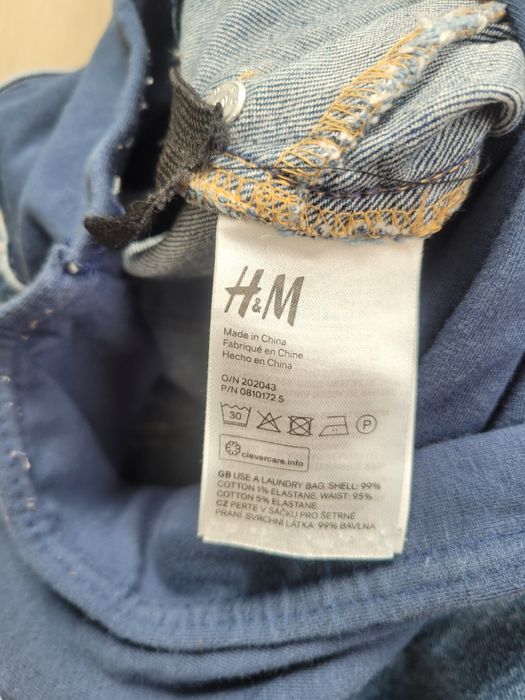 H&M
Made in China
Fabriqué en Chine
Hecho en China
O/N 202043
P/N 0810172 5
30
P
clevercare.info
GB USE A LAUNDRY BAG. SHELL: 99%
COTTON 1% ELASTANE. WAIST: 95%
COTTON 5% ELASTANE.
CZ PERTE V SÁČKU PRO ŠETRNÉ
PRANÍ. SVRCHNÍ LÁTKA: 99% BAVLNA